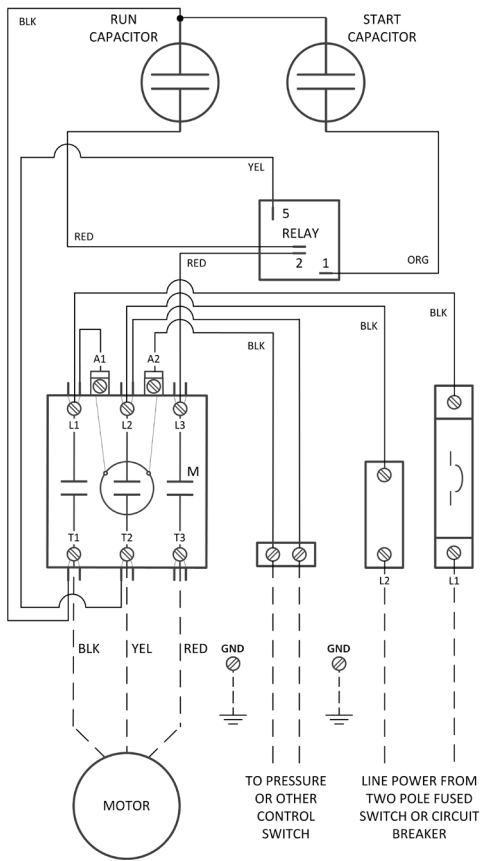 BLK
RUN
CAPACITOR
START
CAPACITOR
YEL
5
RELAY
2
1
RED
RED
ORG
BLK
BLK
BLK
A1
A2
L1
L2
L3
M
T1
T2
T3
L2
L1
BLK
YEL
RED
GND
GND
MOTOR
TO PRESSURE
OR OTHER
CONTROL
SWITCH
LINE POWER FROM
TWO POLE FUSED
SWITCH OR CIRCUIT
BREAKER